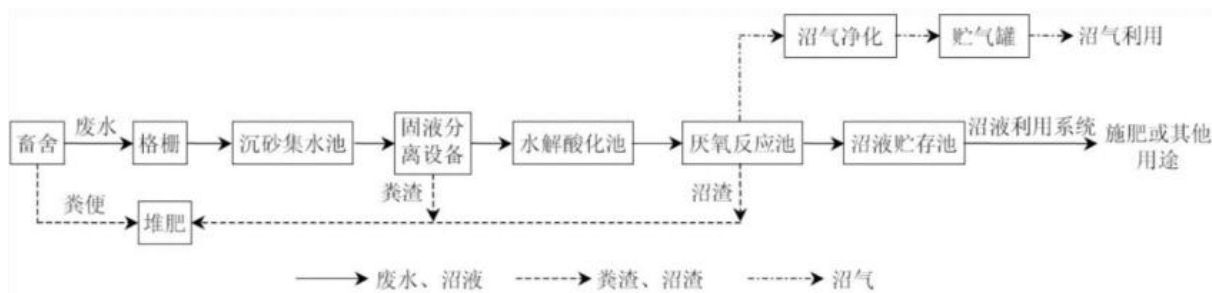 沼气净化
贮气罐
沼气利用
畜舍
废水
格栅
沉砂集水池
固液分
离设备
水解酸化池
厌氧反应池
沼液贮存池
沼液利用系统
施肥或其他
用途
粪便
堆肥
粪渣
沼渣
废水、沼液
粪渣、沼渣
沼气